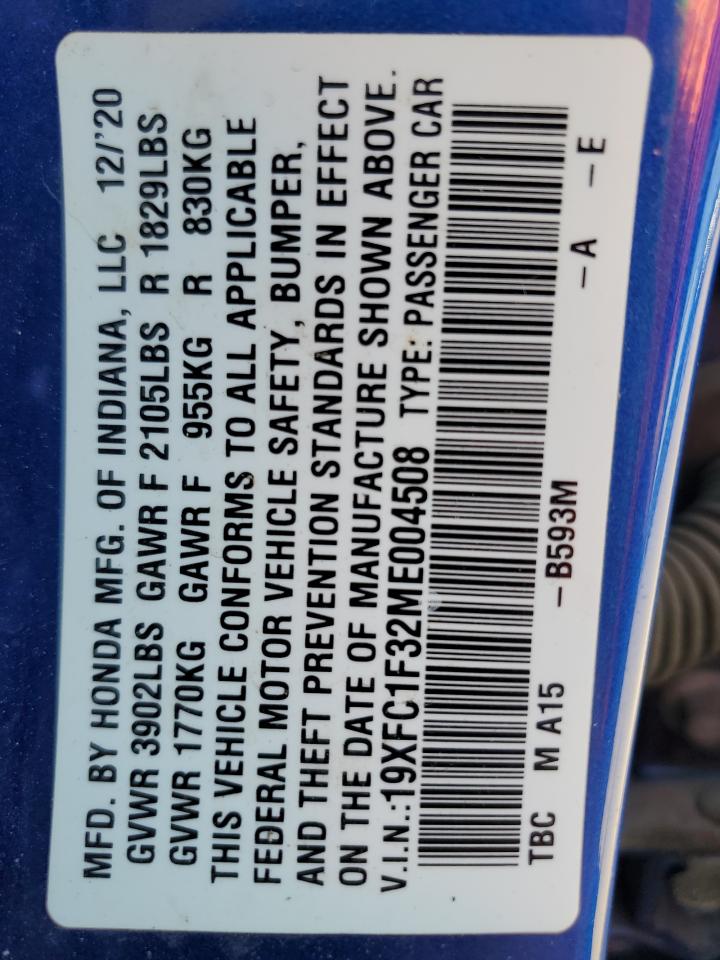 MFD. BY HONDA MFG. OF INDIANA, LLC 12/'20
GVWR 3902LBS GAWR F 2105LBS R 1829LBS
GVWR 1770KG GAWR F 955KG R 830KG
THIS VEHICLE CONFORMS TO ALL APPLICABLE
FEDERAL MOTOR VEHICLE SAFETY, BUMPER,
AND THEFT PREVENTION STANDARDS IN EFFECT
ON THE DATE OF MANUFACTURE SHOWN ABOVE.
V.I.N.:19XFC1F32ME004508 TYPE: PASSENGER CAR
TBC M A15 -B593M -A -E